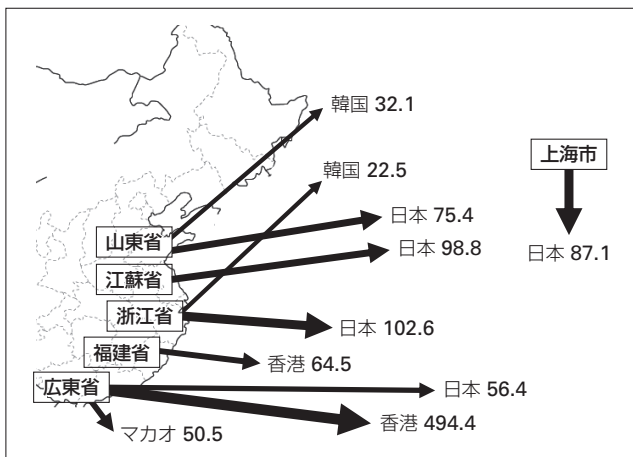 韓国 32.1
上海市
韓国 22.5
日本 75.4
山東省
日本 98.8
日本 87.1
江蘇省
浙江省
日本 102.6
福建省
香港 64.5
広東省
日本 56.4
香港 494.4
マカオ 50.5